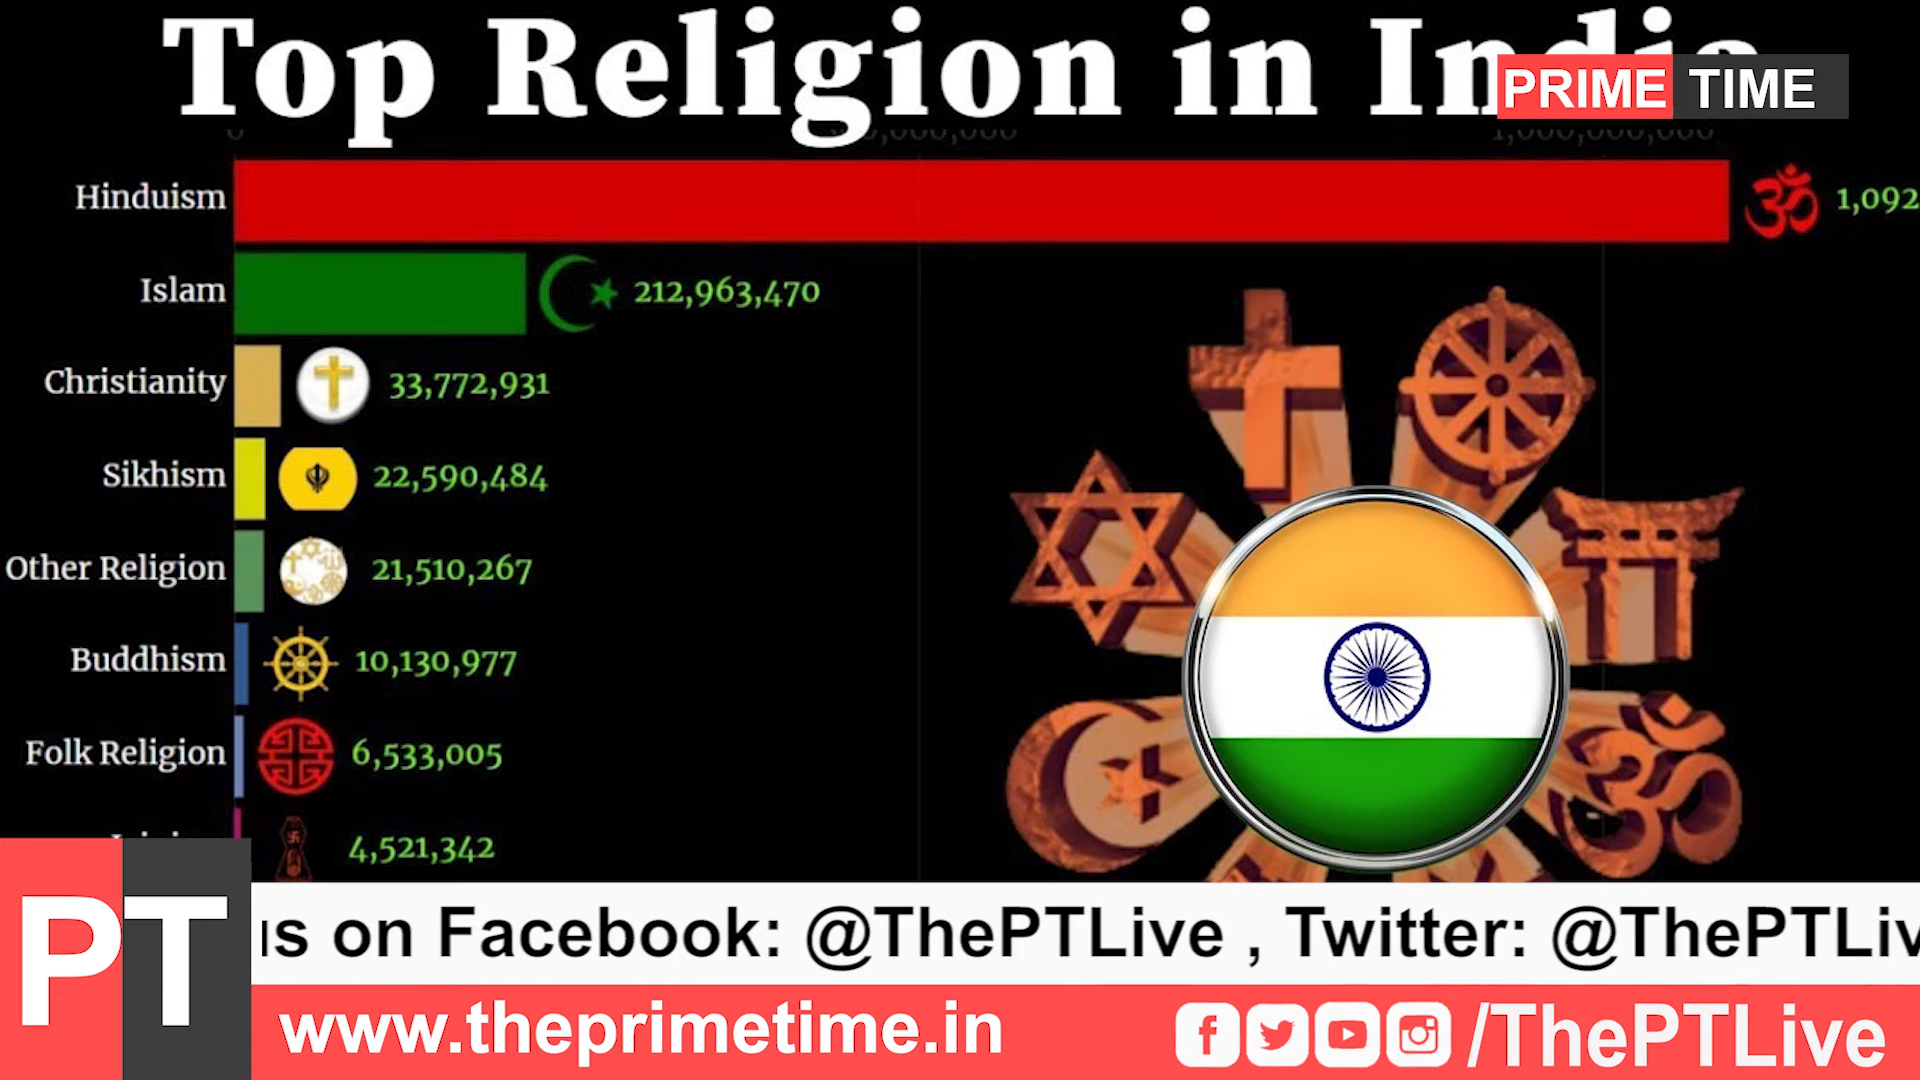 Top Religion in
PRIME TIME
Hinduism 1,092
Islam 212,963,470
Christianity 33,772,931
Sikhism 22,590,484
Other Religion 21,510,267
Buddhism 10,130,977
Folk Religion 6,533,005
4,521,342
PT
us on Facebook: @ThePTLive , Twitter: @ThePTLiv
www.theprimetime.in
/ThePTLive